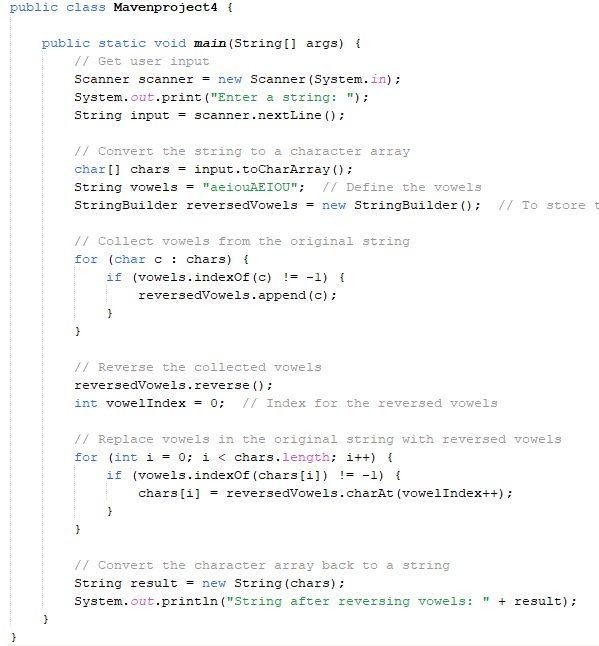 public class Mavenproject4 {
public static void main(String[] args) {
// Get user input
Scanner scanner = new Scanner(System.in);
System.out.print("Enter a string: ");
String input = scanner.nextLine();
// Convert the string to a character array
char[] chars = input.toCharArray();
String vowels = "aeiouAEIOU";  // Define the vowels
StringBuilder reversedVowels = new StringBuilder();  // To store t
// Collect vowels from the original string
for (char c : chars) {
if (vowels.indexOf(c) != -1) {
reversedVowels.append(c);
}
}
// Reverse the collected vowels
reversedVowels.reverse();
int vowelIndex = 0;  // Index for the reversed vowels
// Replace vowels in the original string with reversed vowels
for (int i = 0; i < chars.length; i++) {
if (vowels.indexOf(chars[i]) != -1) {
chars[i] = reversedVowels.charAt(vowelIndex++);
}
}
// Convert the character array back to a string
String result = new String(chars);
System.out.println("String after reversing vowels: " + result);
}
}